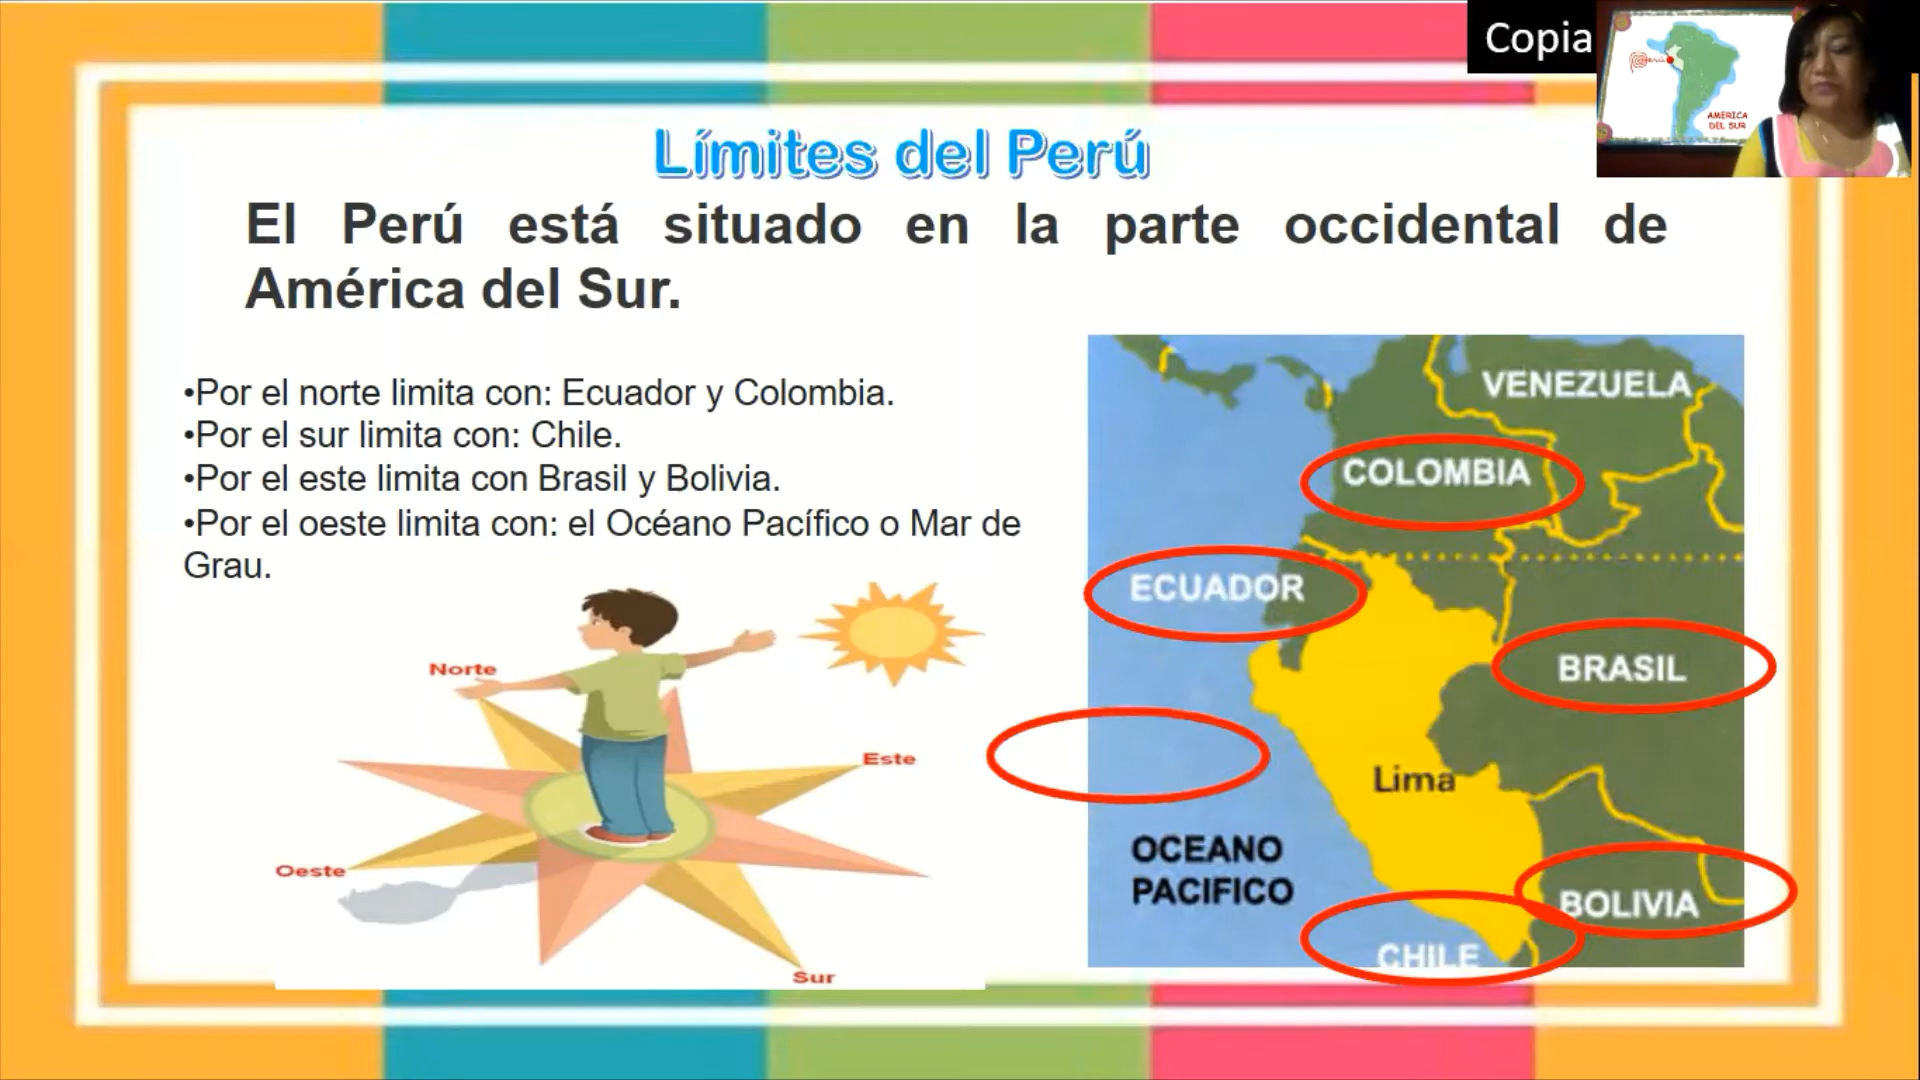 Copia
AMERICA
DEL SUR
Límites del Perú
El Perú está situado en la parte occidental de
América del Sur.
•Por el norte limita con: Ecuador y Colombia.
•Por el sur limita con: Chile.
•Por el este limita con Brasil y Bolivia.
•Por el oeste limita con: el Océano Pacífico o Mar de
Grau.
Norte
Este
Oeste
Sur
VENEZUELA
COLOMBIA
ECUADOR
BRASIL
Lima
OCEANO
PACIFICO
BOLIVIA
CHILE